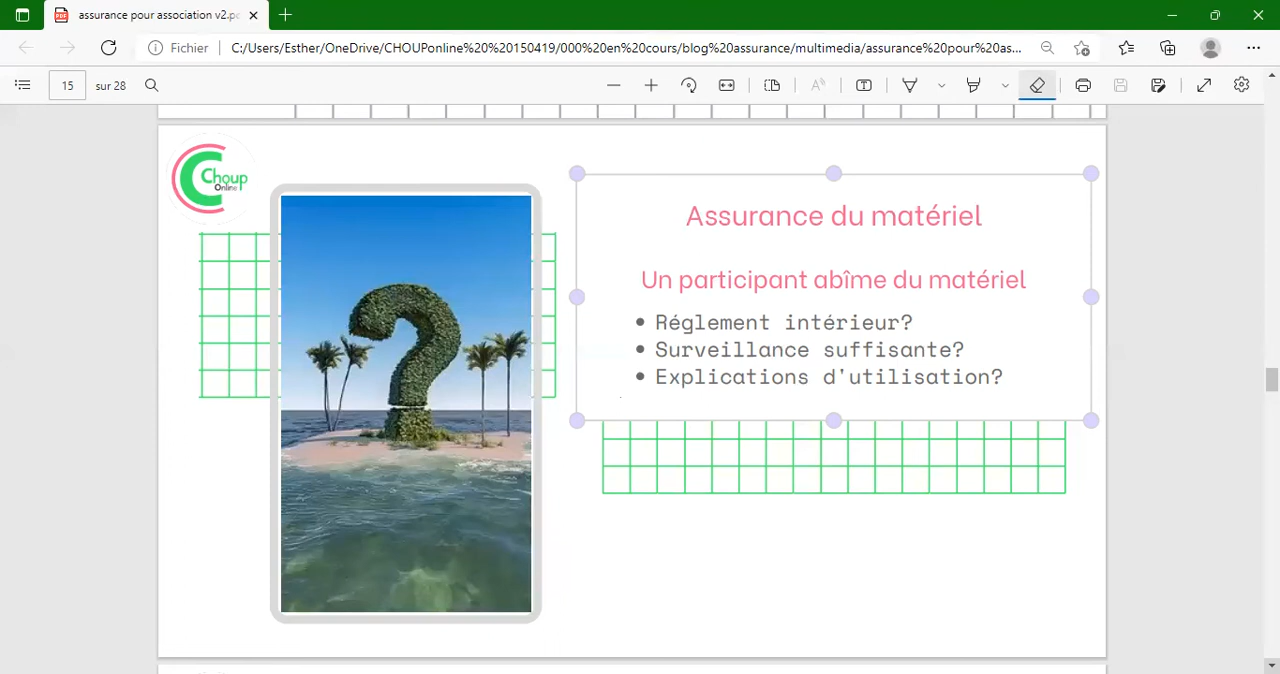 assurance pour association v2.p
Fichier
C:/Users/Esther/OneDrive/CHOUPonline%20%20150419/000%20en%20cours/blog%20assurance/multimedia/assurance%20pour%20as...
15
sur 28
Choup
Online
Assurance du matériel
Un participant abîme du matériel
• Réglement intérieur?
• Surveillance suffisante?
• Explications d'utilisation?